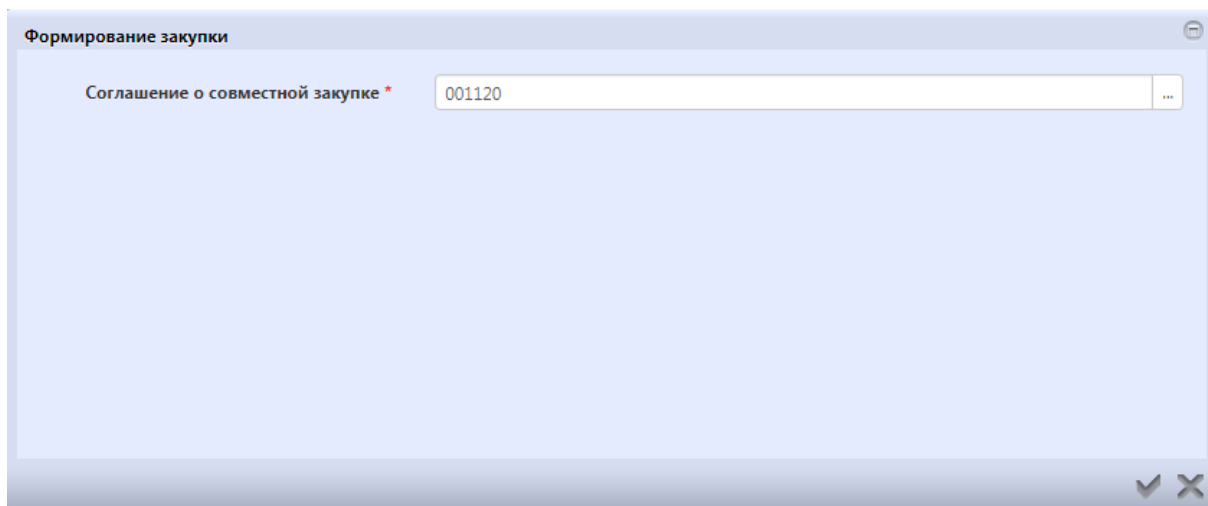 Формирование закупки
Соглашение о совместной закупке * 001120 ...